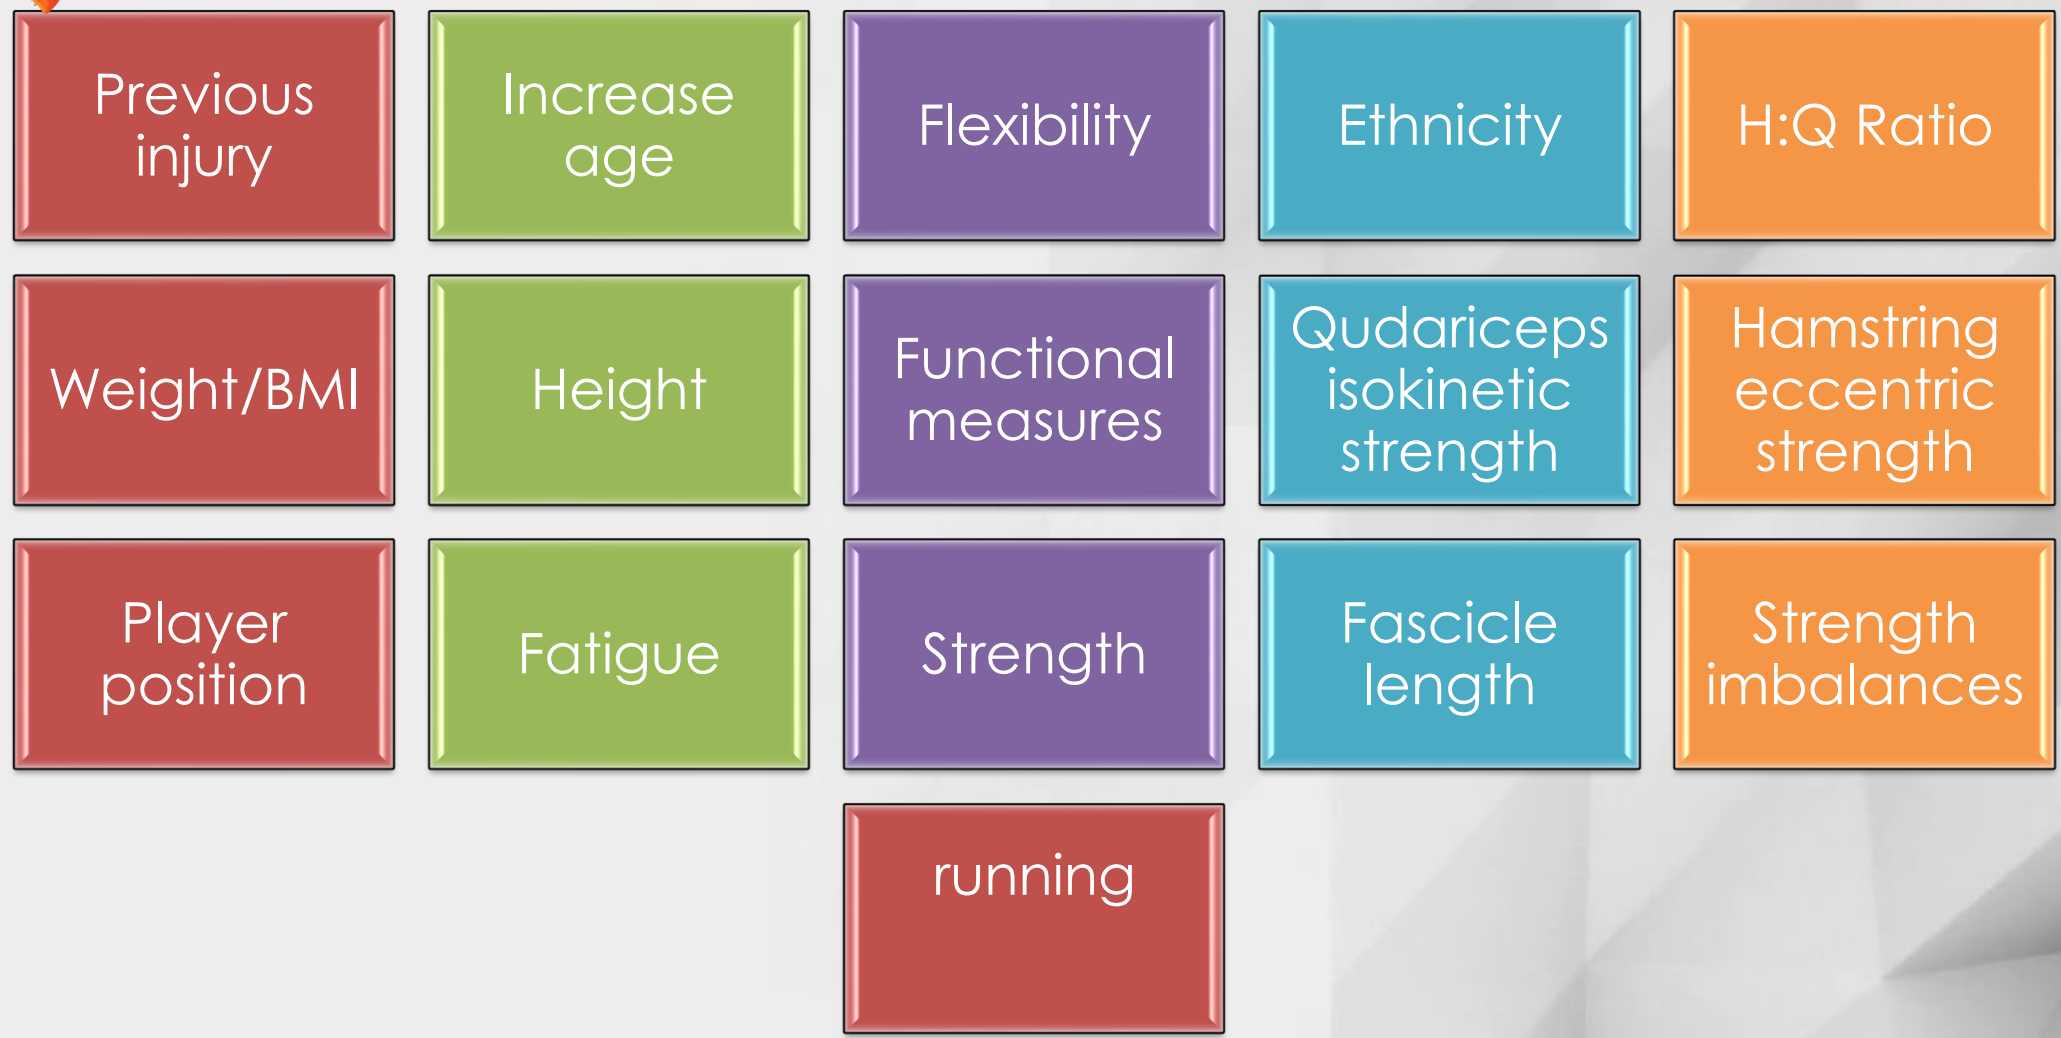 Previous
injury
Increase
age
Flexibility
Ethnicity
H:Q Ratio
Weight/BMI
Height
Functional
measures
Qudariceps
isokinetic
strength
Hamstring
eccentric
strength
Player
position
Fatigue
Strength
Fascicle
length
Strength
imbalances
running